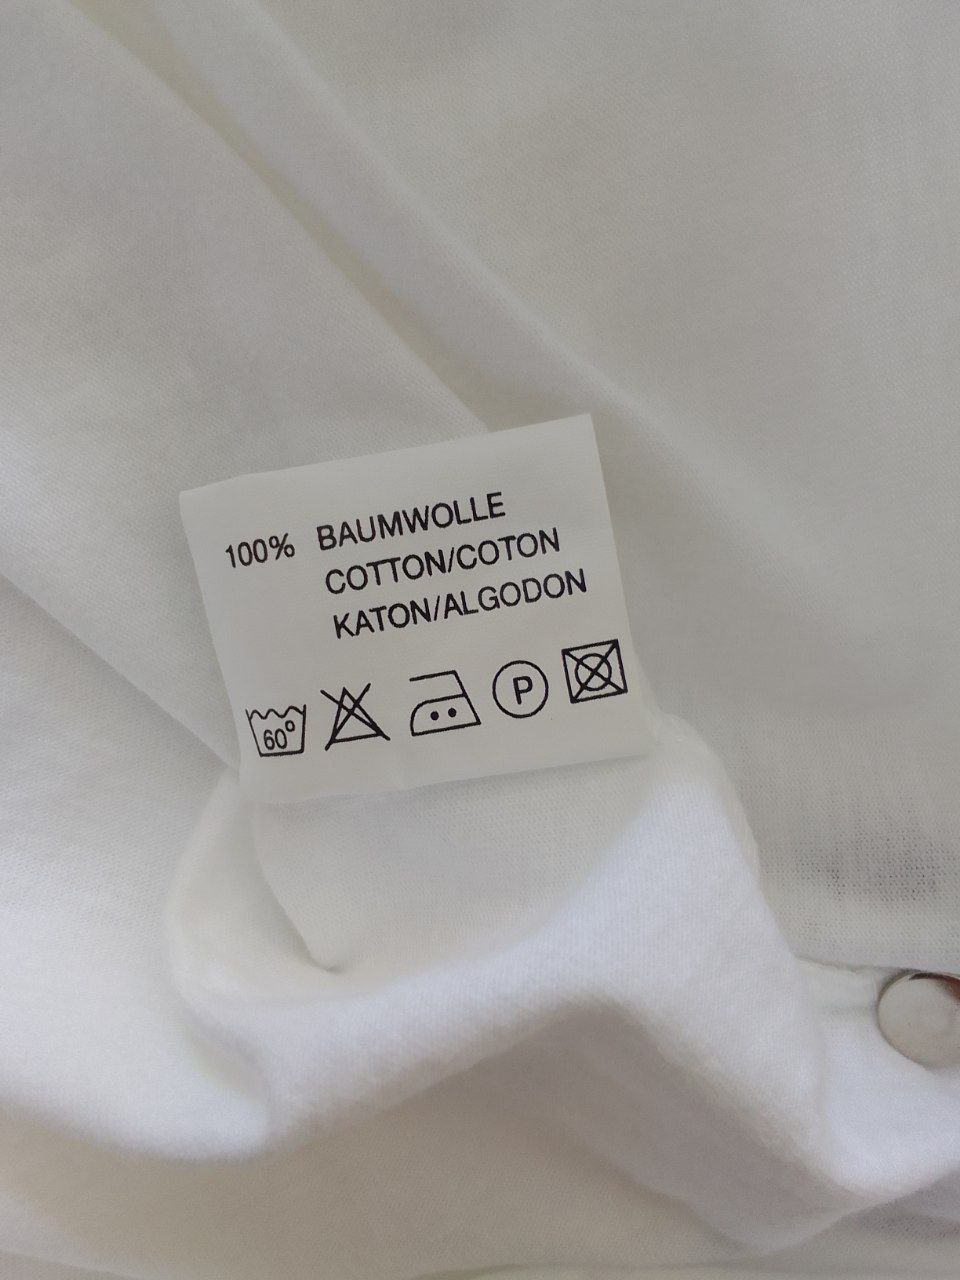 100% BAUMWOLLE
COTTON/COTON
KATON/ALGODON
60° P